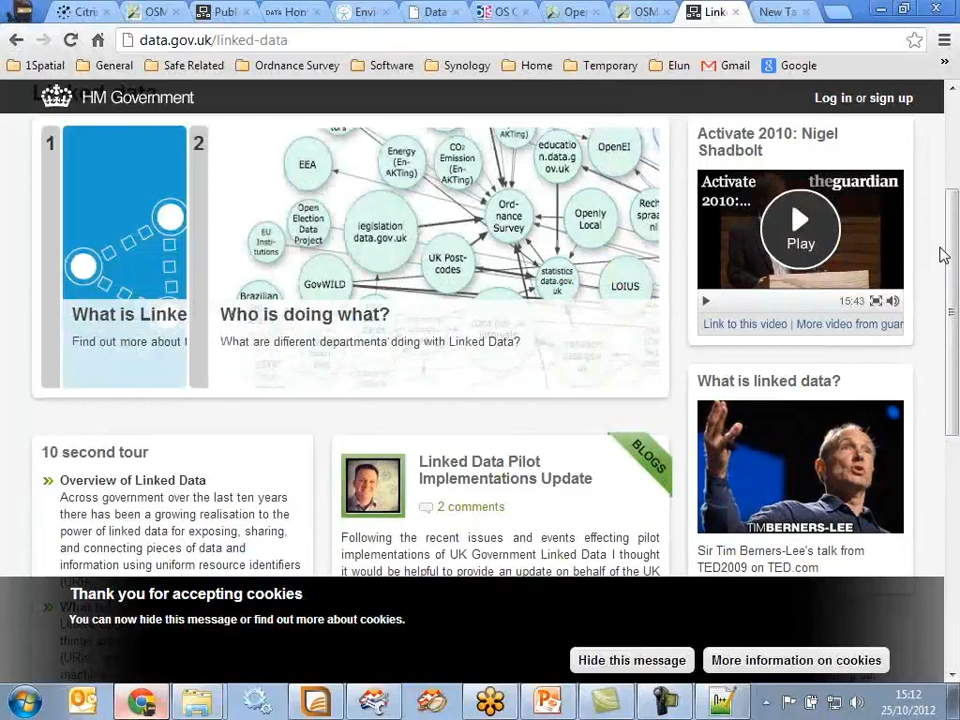 Citri
OSM
Publ
DATA Hon
Envi
Data
OS C
Ope
OSM
Link
New Ta
data.gov.uk/linked-data
1Spatial
General
Safe Related
Ordnance Survey
Software
Synology
Home
Temporary
Elun
Gmail
Google
HM Government
Log in or sign up
1
2
What is Linke
Find out more about
EEA
Energy (En-AKTing)
CO2 Emission (En-AKTing)
educatio n.data.g ov.uk
OpenEI
Open Election Data Project
legislation data.gov.uk
Ord- nance Survey
Openly Local
EU Insti- tutions
UK Post- codes
GovWILD
statistics data.gov. uk
LOIUS
Brazilian
Who is doing what?
What are different departments doing with Linked Data?
Activate 2010: Nigel
Shadbolt
Activate
2010:...
theguardian
Play
15:43
Link to this video | More video from guar
What is linked data?
TIMBERNERS-LEE
Sir Tim Berners-Lee's talk from
TED2009 on TED.com
10 second tour
Overview of Linked Data
Across government over the last ten years
there has been a growing realisation to the
power of linked data for exposing, sharing,
and connecting pieces of data and
information using uniform resource identifiers
BLOGS
Linked Data Pilot
Implementations Update
2 comments
Following the recent issues and events effecting pilot
implementations of UK Government Linked Data I thought
it would be helpful to provide an update on behalf of the UK
Thank you for accepting cookies
You can now hide this message or find out more about cookies.
Hide this message
More information on cookies
15:12
25/10/2012